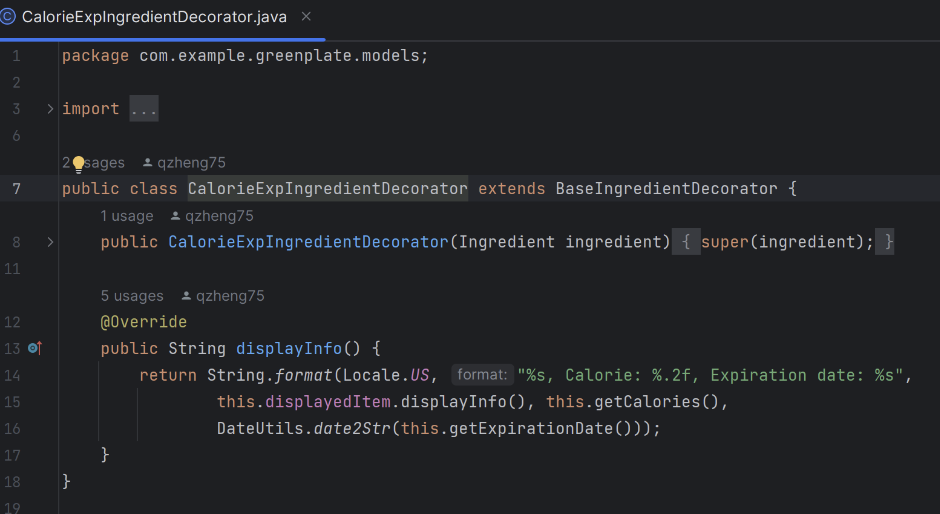 CalorieExpIngredientDecorator.java
1 package com.example.greenplate.models;
2
3 import ...
6
2 usages qzheng75
7 public class CalorieExpIngredientDecorator extends BaseIngredientDecorator {
1 usage qzheng75
8 public CalorieExpIngredientDecorator(Ingredient ingredient) { super(ingredient); }
11
5 usages qzheng75
12 @Override
13 public String displayInfo() {
14 return String.format(Locale.US, format: "%s, Calorie: %.2f, Expiration date: %s",
15 this.displayedItem.displayInfo(), this.getCalories(),
16 DateUtils.date2Str(this.getExpirationDate()));
17 }
18 }
19